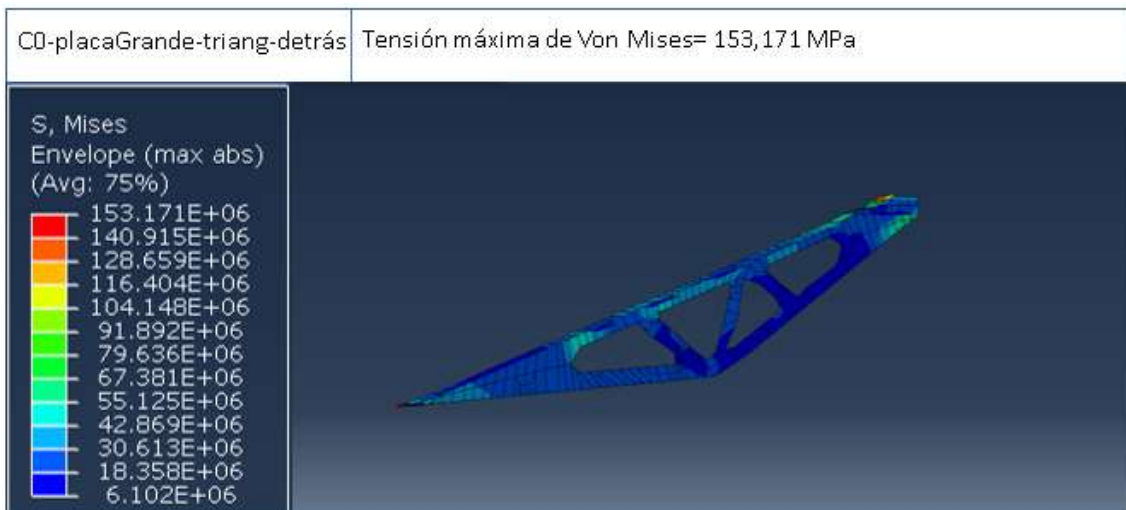 C0-placaGrande-triang-detrás
Tensión máxima de Von Mises= 153,171 MPa
S, Mises
Envelope (max abs)
(Avg: 75%)
153.171E+06
140.915E+06
128.659E+06
116.404E+06
104.148E+06
91.892E+06
79.636E+06
67.381E+06
55.125E+06
42.869E+06
30.613E+06
18.358E+06
6.102E+06